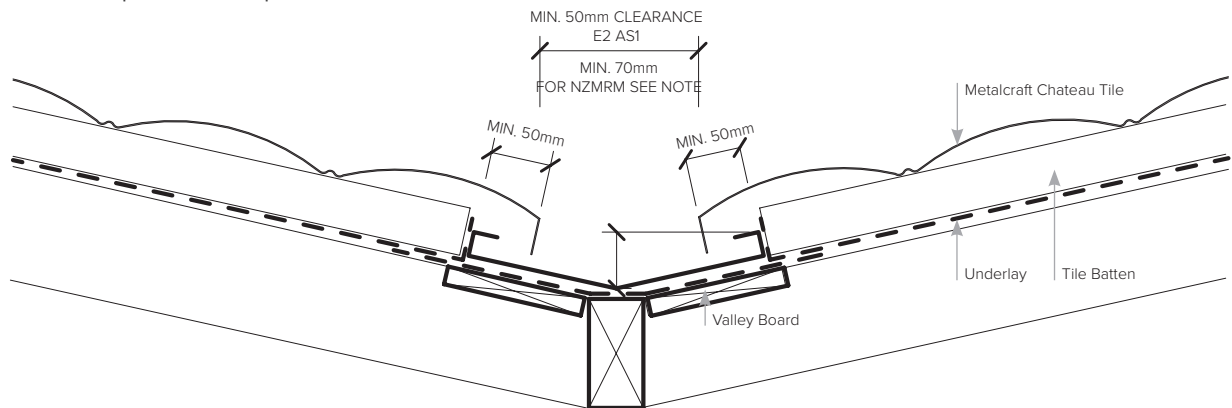 MIN. 50mm CLEARANCE
E2 AS1
MIN. 70mm
FOR NZMRM SEE NOTE
MIN. 50mm
MIN. 50mm
Metalcraft Chateau Tile
Underlay
Tile Batten
Valley Board